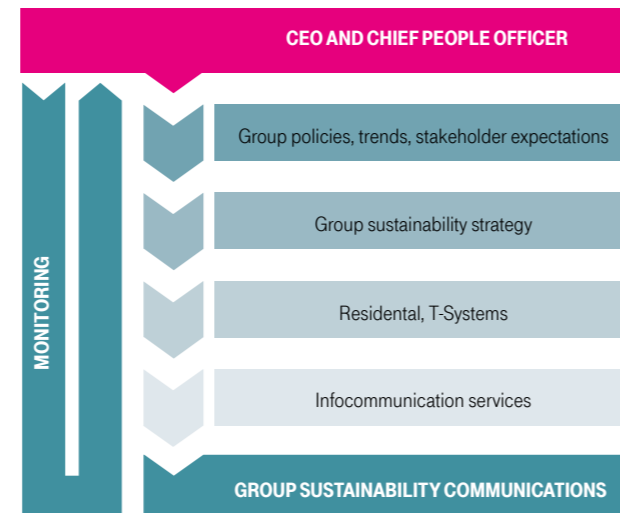 CEO AND CHIEF PEOPLE OFFICER
MONITORING
Group policies, trends, stakeholder expectations
Group sustainability strategy
Residental, T-Systems
Infocommunication services
GROUP SUSTAINABILITY COMMUNICATIONS